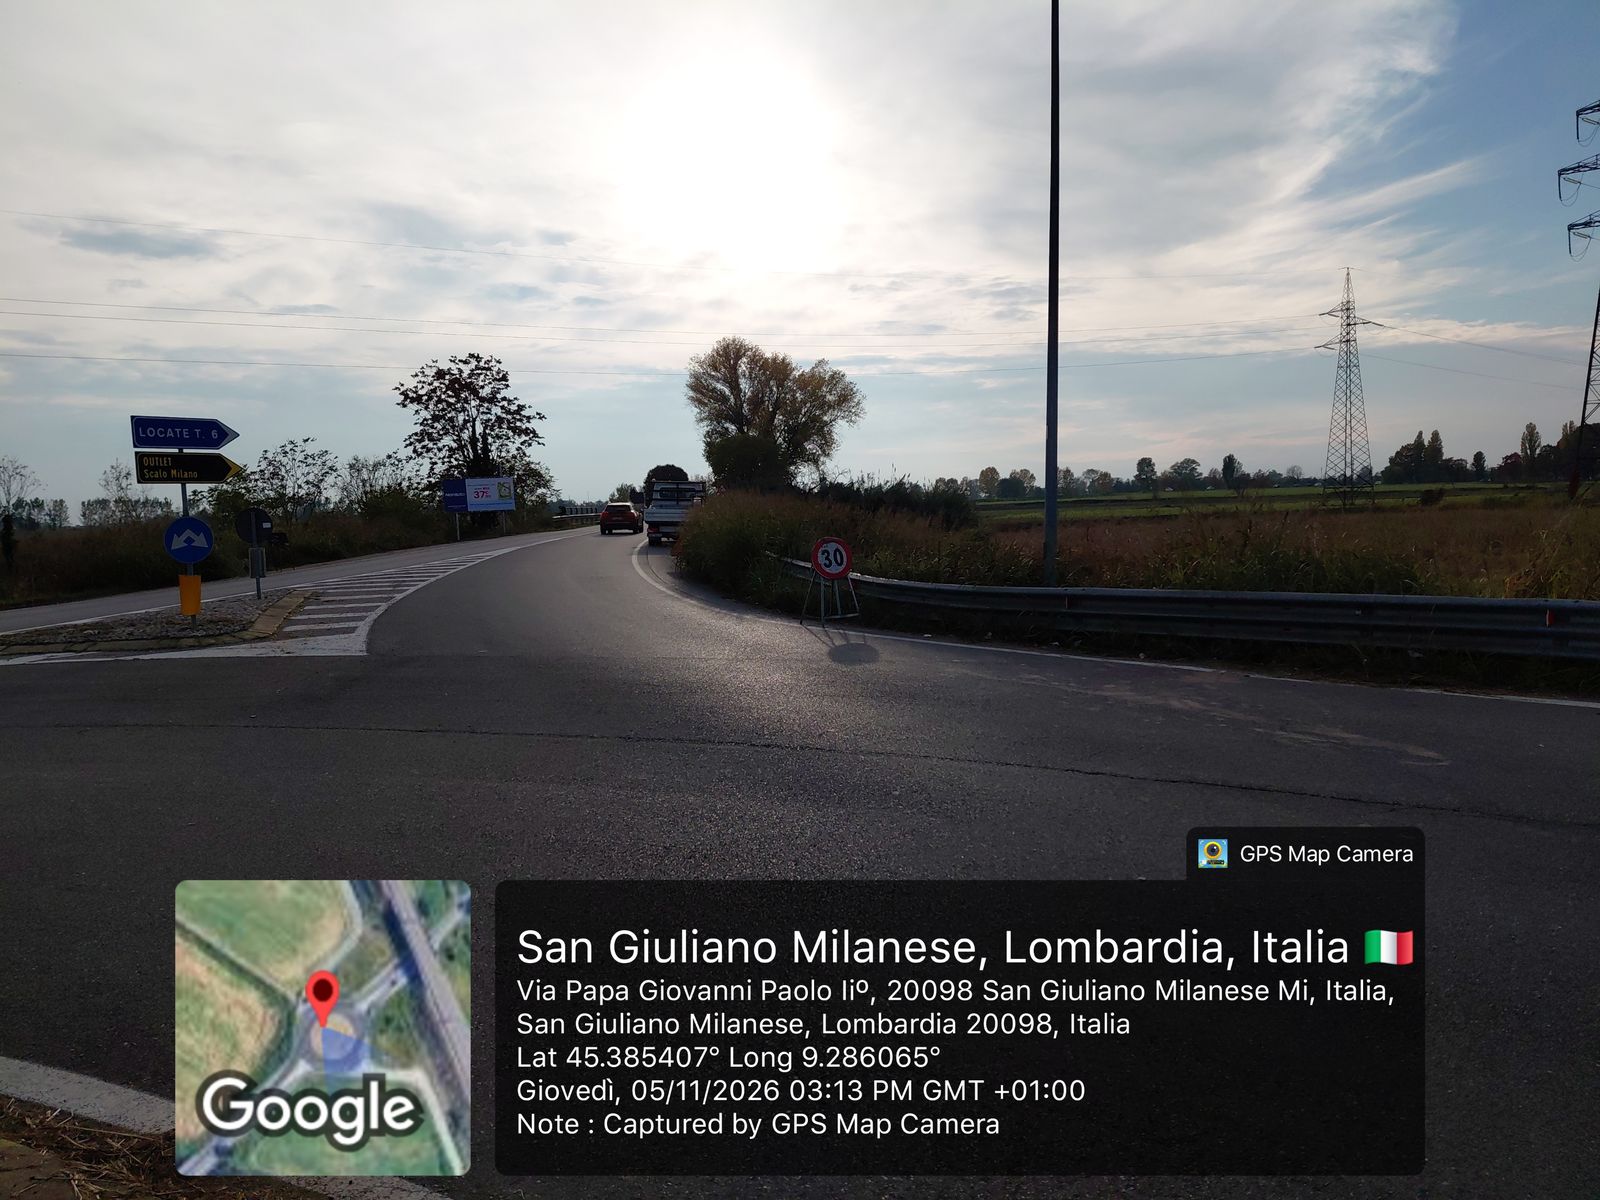 LOCATE T. 6
OUTLET
Scalo Milano
37
30
GPS Map Camera
San Giuliano Milanese, Lombardia, Italia
Via Papa Giovanni Paolo Iiº, 20098 San Giuliano Milanese Mi, Italia,
San Giuliano Milanese, Lombardia 20098, Italia
Lat 45.385407° Long 9.286065°
Giovedì, 05/11/2026 03:13 PM GMT +01:00
Note : Captured by GPS Map Camera
Google